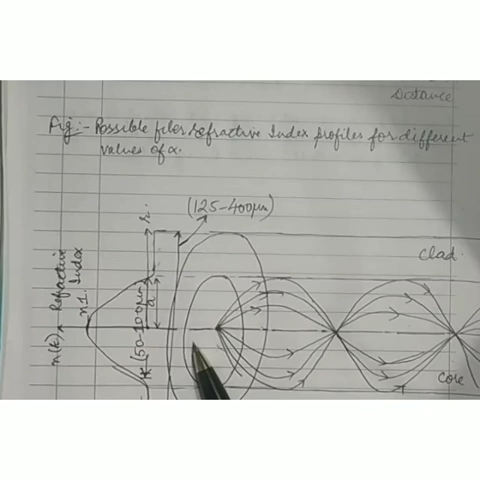 Distance
Fig:- Possible fiber refractive Index profiles for different
values of α.
(125-400μm)
r.
n(r) Refractive
n1. Index
a
(50-100μm)
Clad.
Core